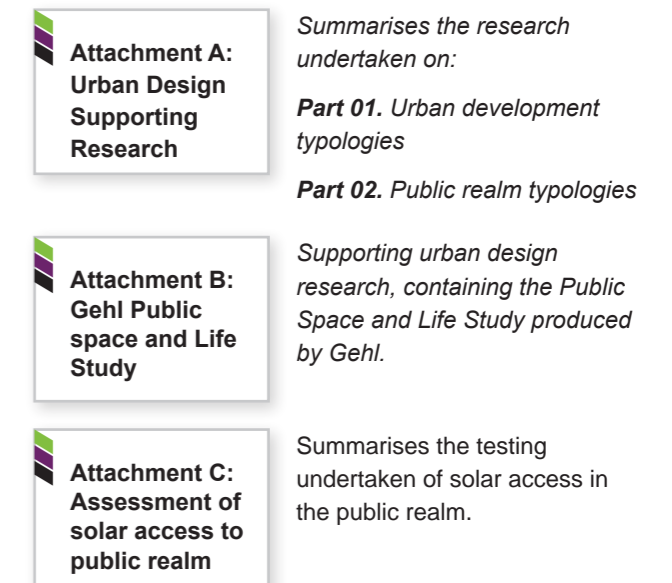 Attachment A:
Urban Design
Supporting
Research
Summarises the research
undertaken on:
Part 01. Urban development
typologies
Part 02. Public realm typologies
Attachment B:
Gehl Public
space and Life
Study
Supporting urban design
research, containing the Public
Space and Life Study produced
by Gehl.
Attachment C:
Assessment of
solar access to
public realm
Summarises the testing
undertaken of solar access in
the public realm.